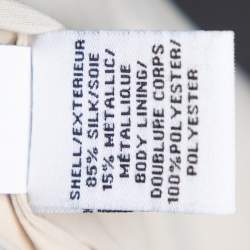 SHELL/EXTERIEUR
85% SILK/SOIE
15% METALLIC/
MÉTALLIQUE
BODY LINING/
DOUBLURE CORPS
100% POLYESTER/
POLYESTER